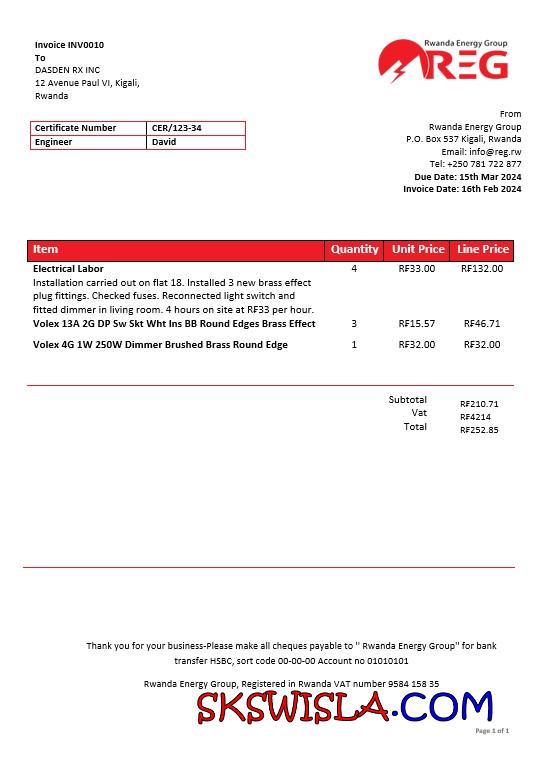 Invoice INV0010
To
DASDEN RX INC
12 Avenue Paul VI, Kigali,
Rwanda
Rwanda Energy Group
REG
Certificate Number CER/123-34
Engineer David
From
Rwanda Energy Group
P.O. Box 537 Kigali, Rwanda
Email: info@reg.rw
Tel: +250 781 722 877
Due Date: 15th Mar 2024
Invoice Date: 16th Feb 2024
Item Quantity Unit Price Line Price
Electrical Labor 4 RF33.00 RF132.00
Installation carried out on flat 18. Installed 3 new brass effect
plug fittings. Checked fuses. Reconnected light switch and
fitted dimmer in living room. 4 hours on site at RF33 per hour.
Volex 13A 2G DP Sw Skt Wht Ins BB Round Edges Brass Effect 3 RF15.57 RF46.71
Volex 4G 1W 250W Dimmer Brushed Brass Round Edge 1 RF32.00 RF32.00
Subtotal RF210.71
Vat RF4214
Total RF252.85
Thank you for your business-Please make all cheques payable to " Rwanda Energy Group" for bank
transfer HSBC, sort code 00-00-00 Account no 01010101
Rwanda Energy Group, Registered in Rwanda VAT number 9584 158 35
SKSWISLA.COM
Page 1 of 1